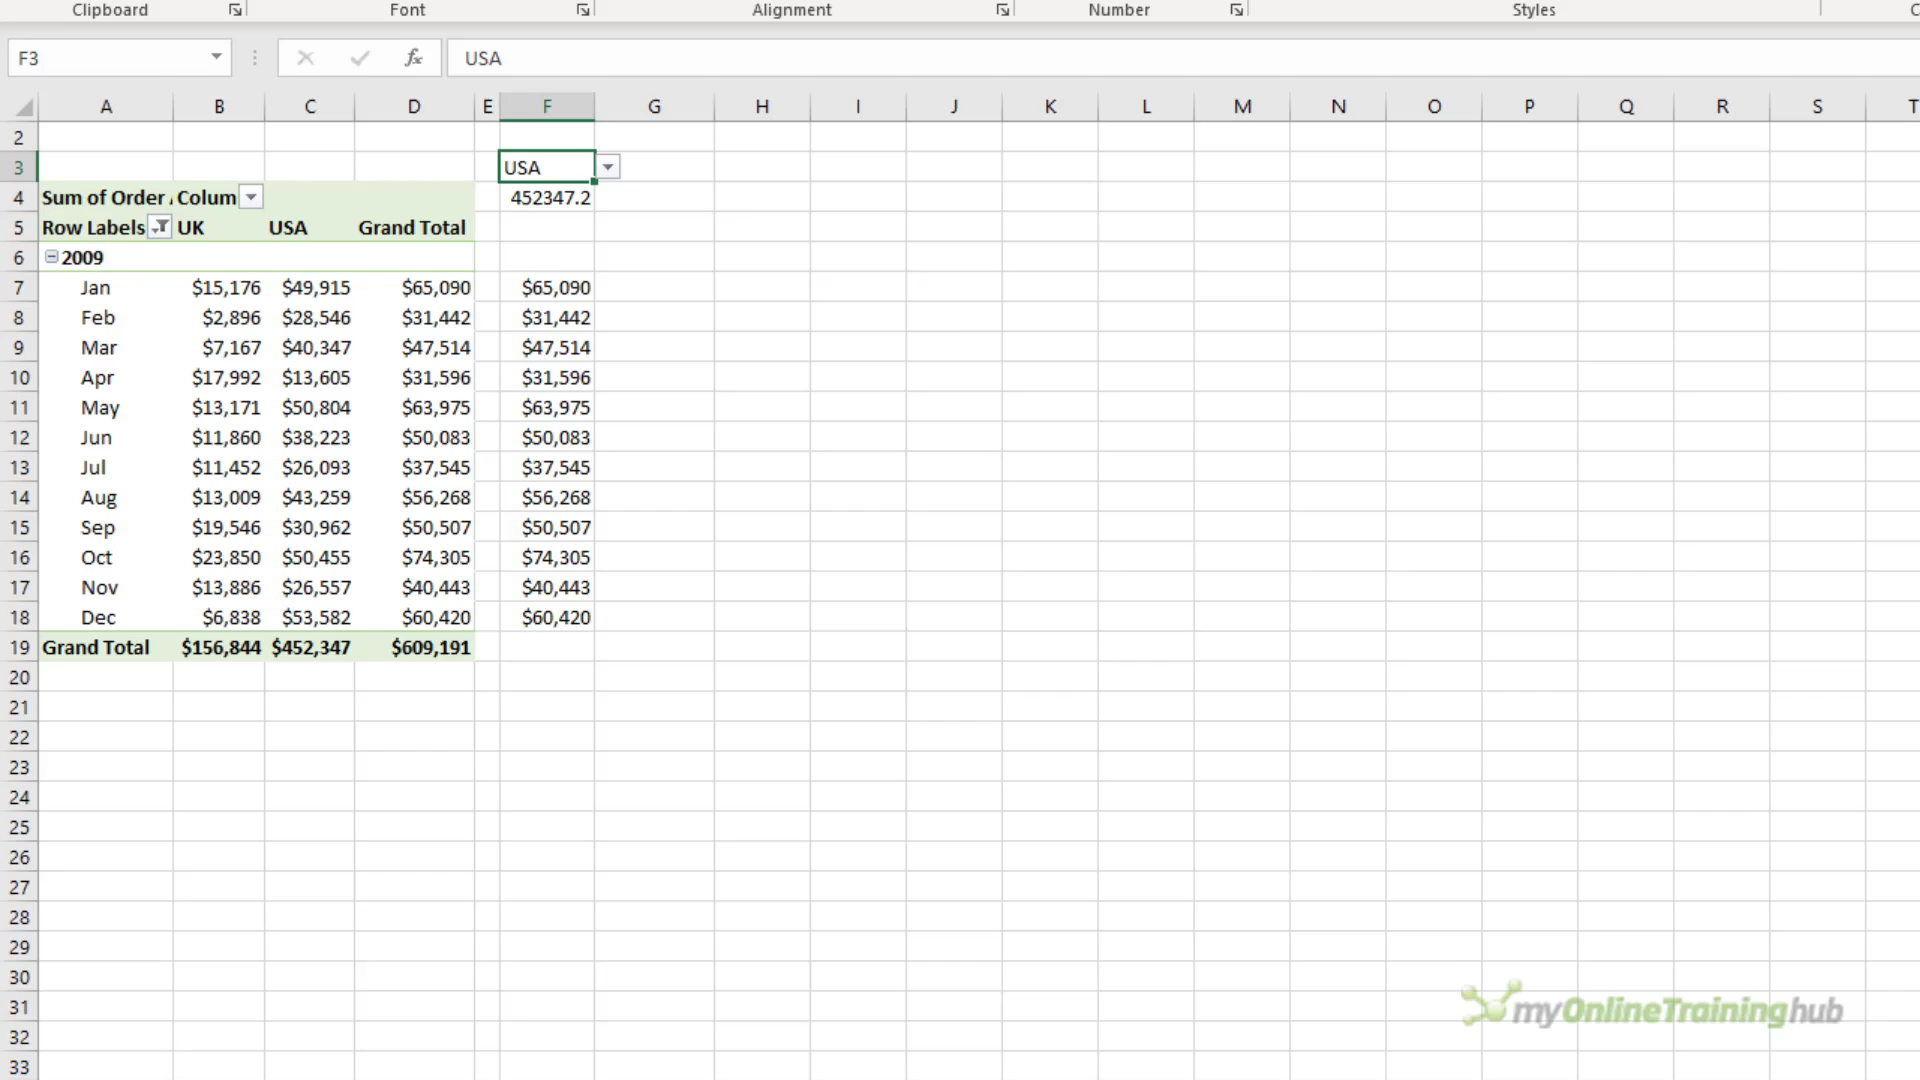 Clipboard Font Alignment Number Styles C
F3 fx USA
A B C D E F G H I J K L M N O P Q R S T
2
3 USA
4 Sum of Order Colum 452347.2
5 Row Labels UK USA Grand Total
6 2009
7 Jan $15,176 $49,915 $65,090 $65,090
8 Feb $2,896 $28,546 $31,442 $31,442
9 Mar $7,167 $40,347 $47,514 $47,514
10 Apr $17,992 $13,605 $31,596 $31,596
11 May $13,171 $50,804 $63,975 $63,975
12 Jun $11,860 $38,223 $50,083 $50,083
13 Jul $11,452 $26,093 $37,545 $37,545
14 Aug $13,009 $43,259 $56,268 $56,268
15 Sep $19,546 $30,962 $50,507 $50,507
16 Oct $23,850 $50,455 $74,305 $74,305
17 Nov $13,886 $26,557 $40,443 $40,443
18 Dec $6,838 $53,582 $60,420 $60,420
19 Grand Total $156,844 $452,347 $609,191
20
21
22
23
24
25
26
27
28
29
30
31 myOnlineTraininghub
32
33